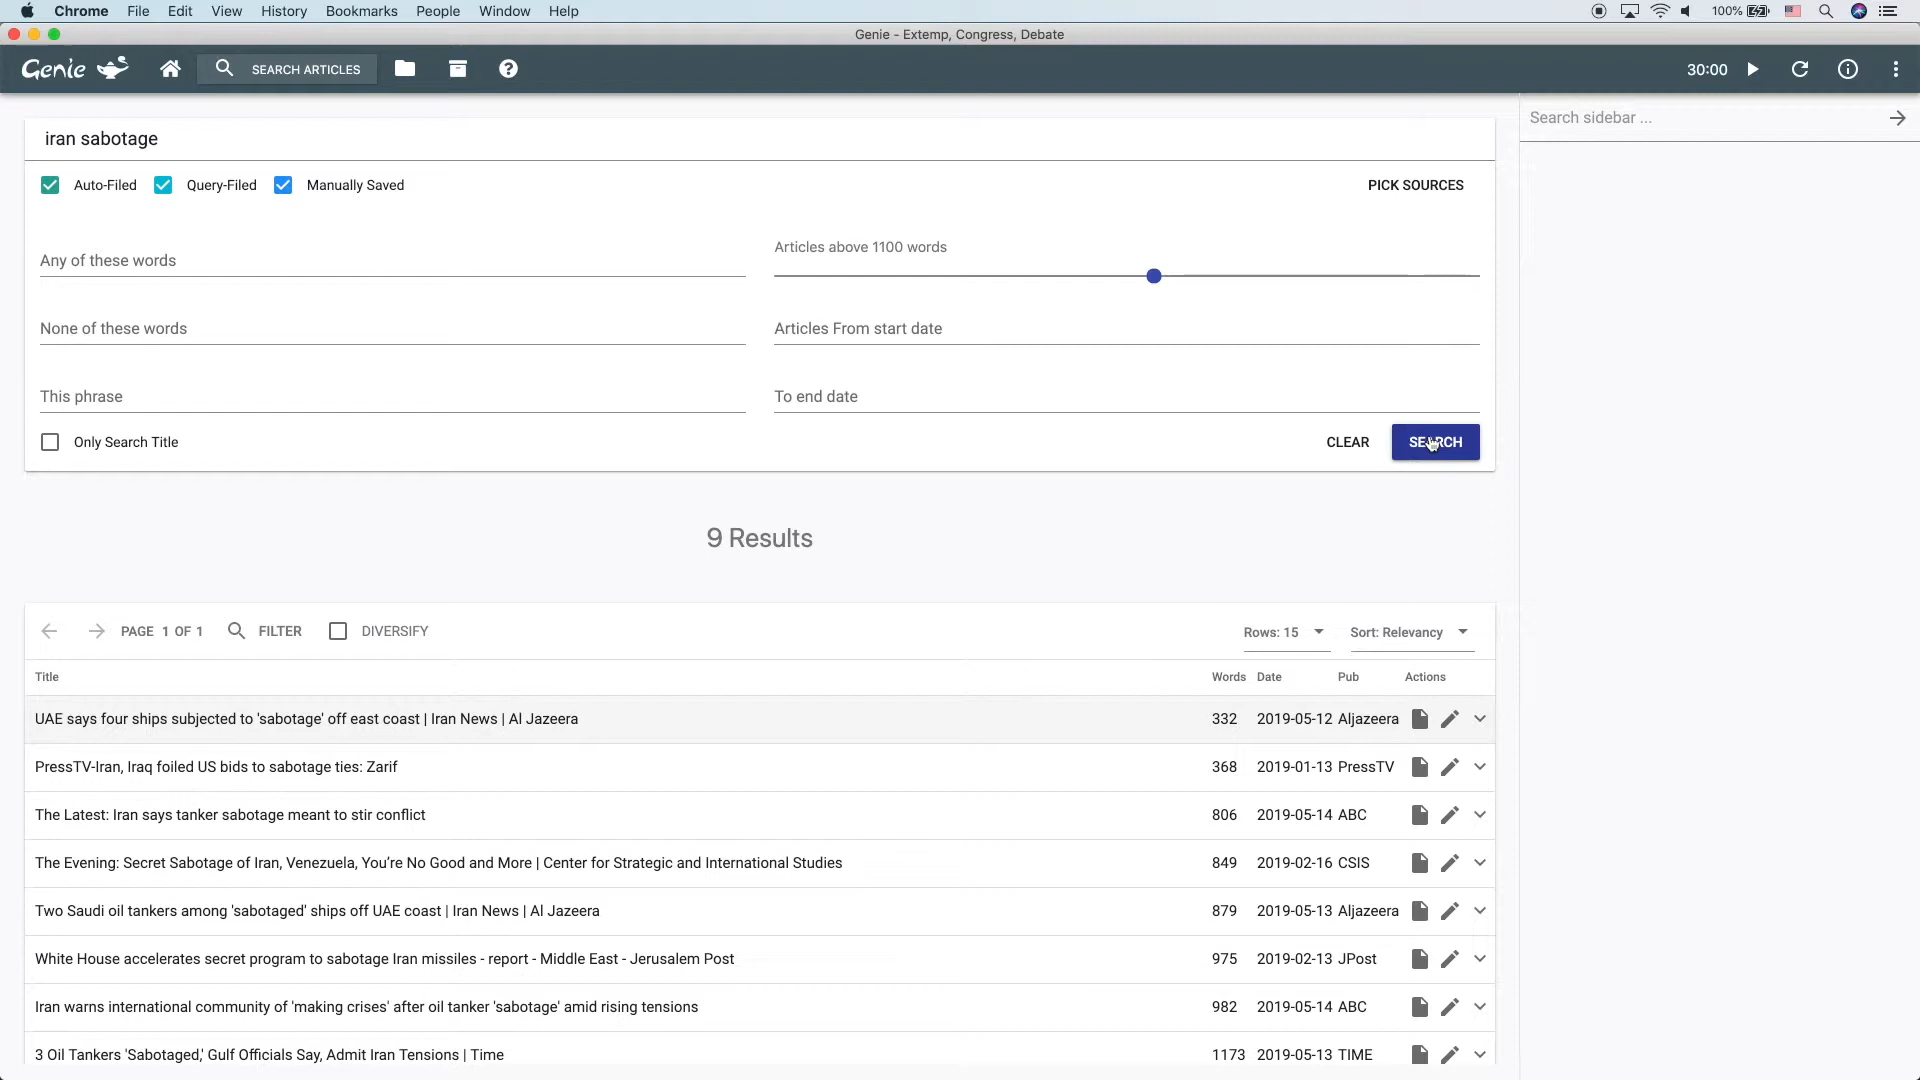 Chrome File Edit View History Bookmarks People Window Help 100%
Genie - Extemp, Congress, Debate
Genie SEARCH ARTICLES 30:00
iran sabotage
Search sidebar ...
Auto-Filed Query-Filed Manually Saved PICK SOURCES
Any of these words
Articles above 1100 words
None of these words
Articles From start date
This phrase
To end date
Only Search Title CLEAR SEARCH
9 Results
PAGE 1 OF 1 FILTER DIVERSIFY Rows: 15 Sort: Relevancy
Title Words Date Pub Actions
UAE says four ships subjected to 'sabotage' off east coast | Iran News | Al Jazeera 332 2019-05-12 Aljazeera
PressTV-Iran, Iraq foiled US bids to sabotage ties: Zarif 368 2019-01-13 PressTV
The Latest: Iran says tanker sabotage meant to stir conflict 806 2019-05-14 ABC
The Evening: Secret Sabotage of Iran, Venezuela, You’re No Good and More | Center for Strategic and International Studies 849 2019-02-16 CSIS
Two Saudi oil tankers among 'sabotaged' ships off UAE coast | Iran News | Al Jazeera 879 2019-05-13 Aljazeera
White House accelerates secret program to sabotage Iran missiles - report - Middle East - Jerusalem Post 975 2019-02-13 JPost
Iran warns international community of 'making crises' after oil tanker 'sabotage' amid rising tensions 982 2019-05-14 ABC
3 Oil Tankers 'Sabotaged,' Gulf Officials Say, Admit Iran Tensions | Time 1173 2019-05-13 TIME